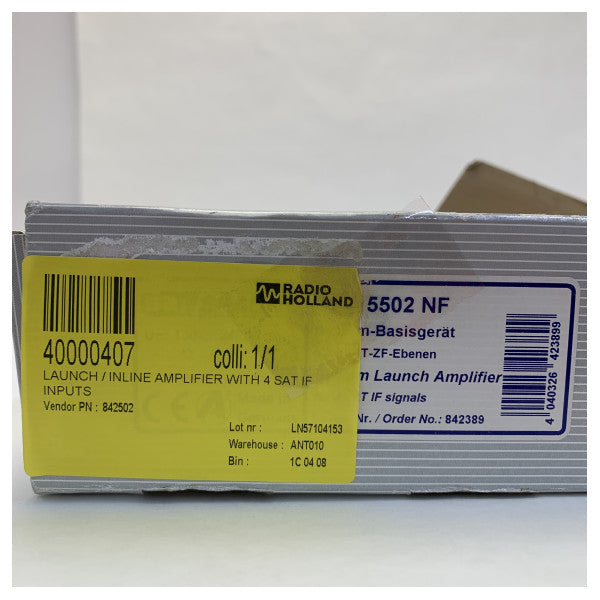 RADIO
HOLLAND
40000407
colli: 1/1
LAUNCH / INLINE AMPLIFIER WITH 4 SAT IF
INPUTS
Vendor PN : 842502
Lot nr : LN57104153
Warehouse : ANT010
Bin : 1C 04 08
5502 NF
m-Basisgerät
T-ZF-Ebenen
m Launch Amplifier
T IF signals
Nr. / Order No.: 842389
4 040326 423899